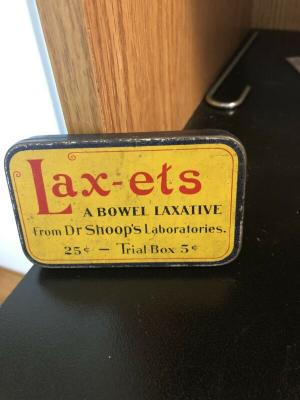 Lax-ets
A BOWEL LAXATIVE
from Dr Shoop's Laboratories.
25¢ — Trial Box 5¢